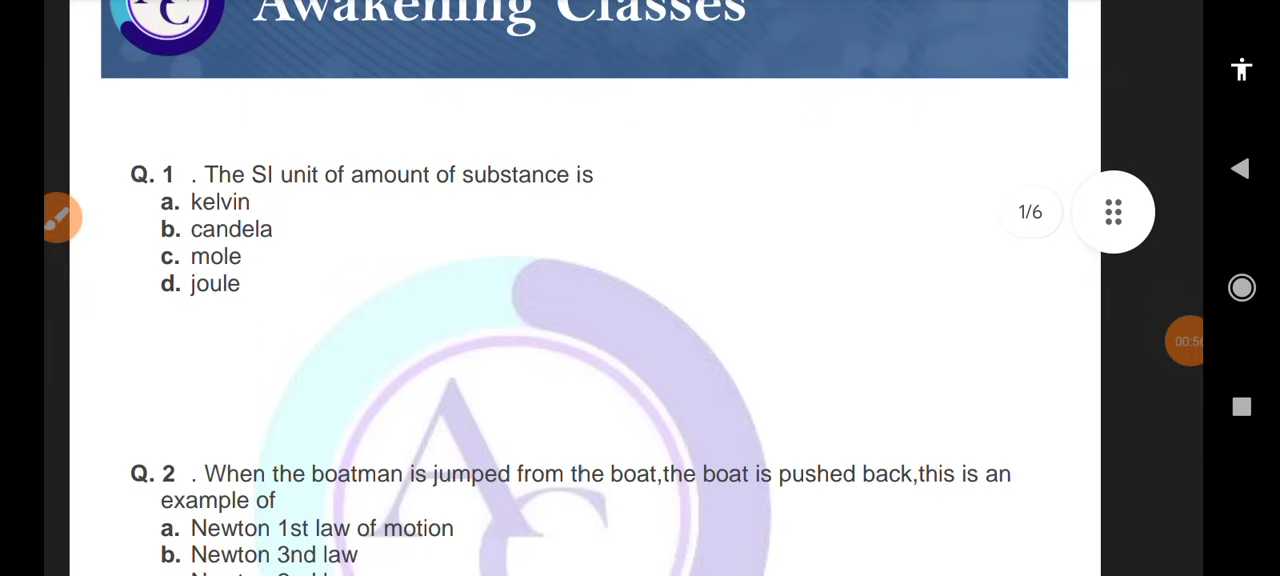 Awakening Classes
AC
Q. 1 . The SI unit of amount of substance is
a. kelvin
b. candela
c. mole
d. joule
1/6
AC
Q. 2 . When the boatman is jumped from the boat,the boat is pushed back,this is an
example of
a. Newton 1st law of motion
b. Newton 3nd law